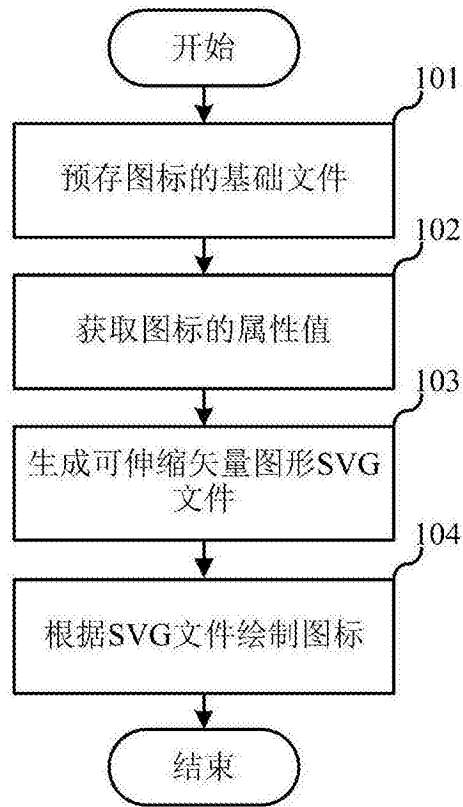 开始
101
预存图标的基础文件
102
获取图标的属性值
103
生成可伸缩矢量图形SVG
文件
104
根据SVG文件绘制图标
结束